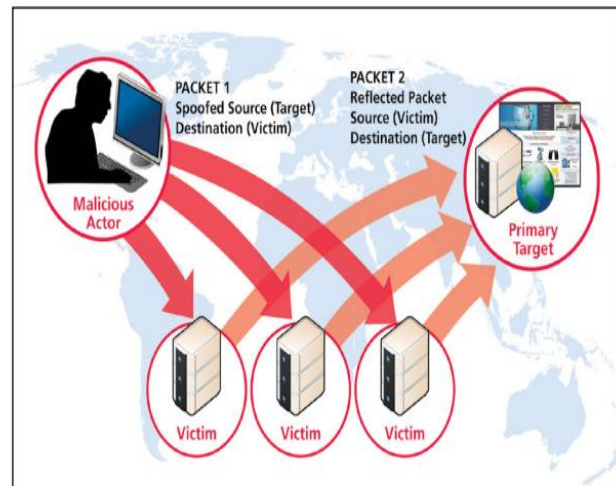 PACKET 1
Spoofed Source (Target)
Destination (Victim)
PACKET 2
Reflected Packet
Source (Victim)
Destination (Target)
Malicious
Actor
Primary
Target
Victim
Victim
Victim